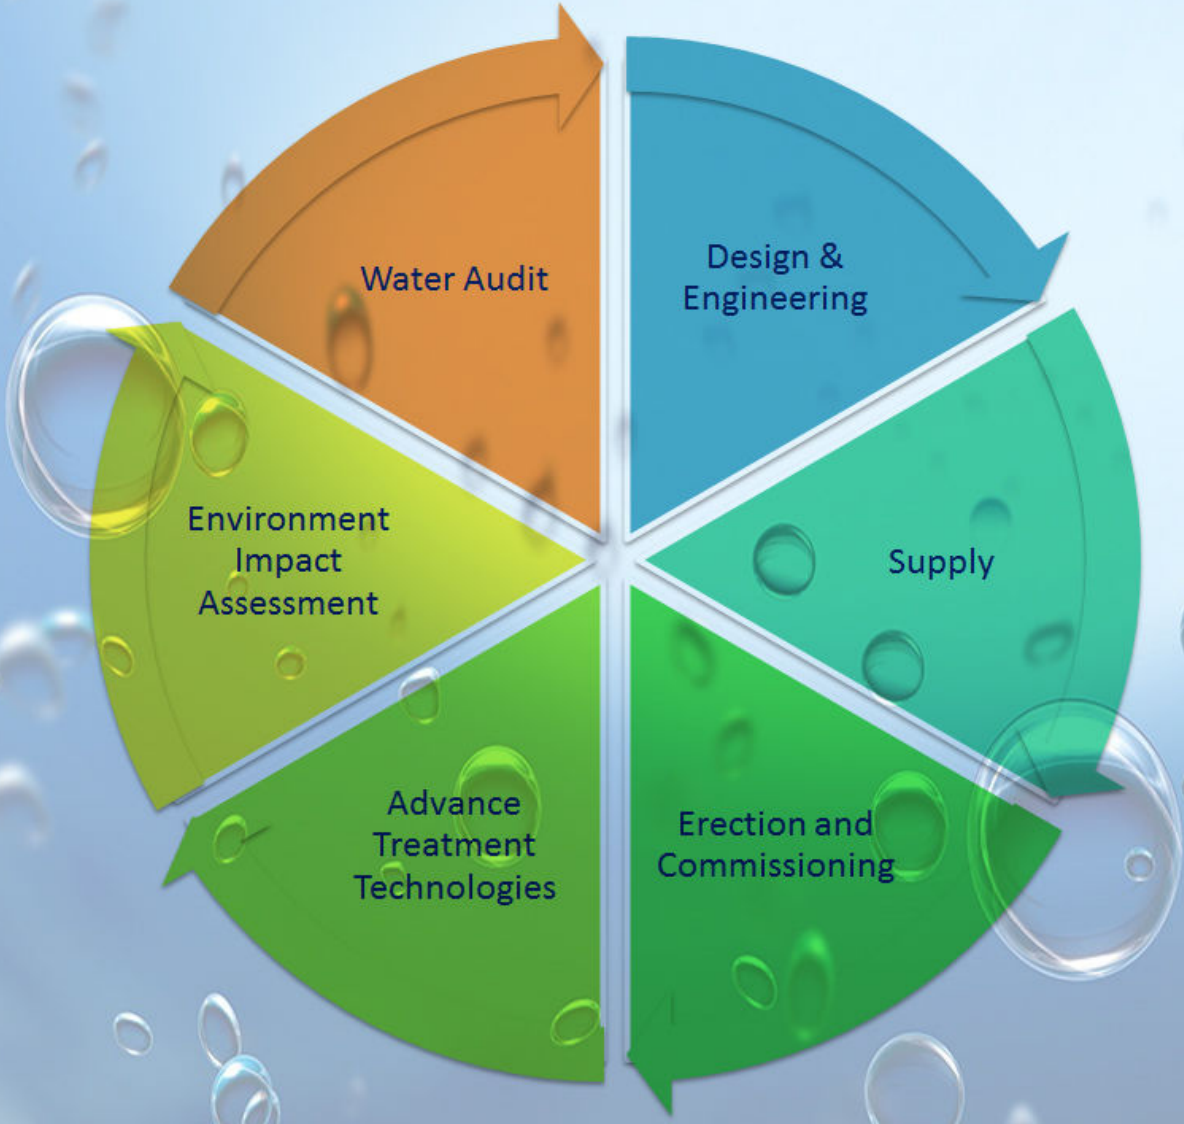 Water Audit
Design &
Engineering
Supply
Erection and
Commissioning
Advance
Treatment
Technologies
Environment
Impact
Assessment